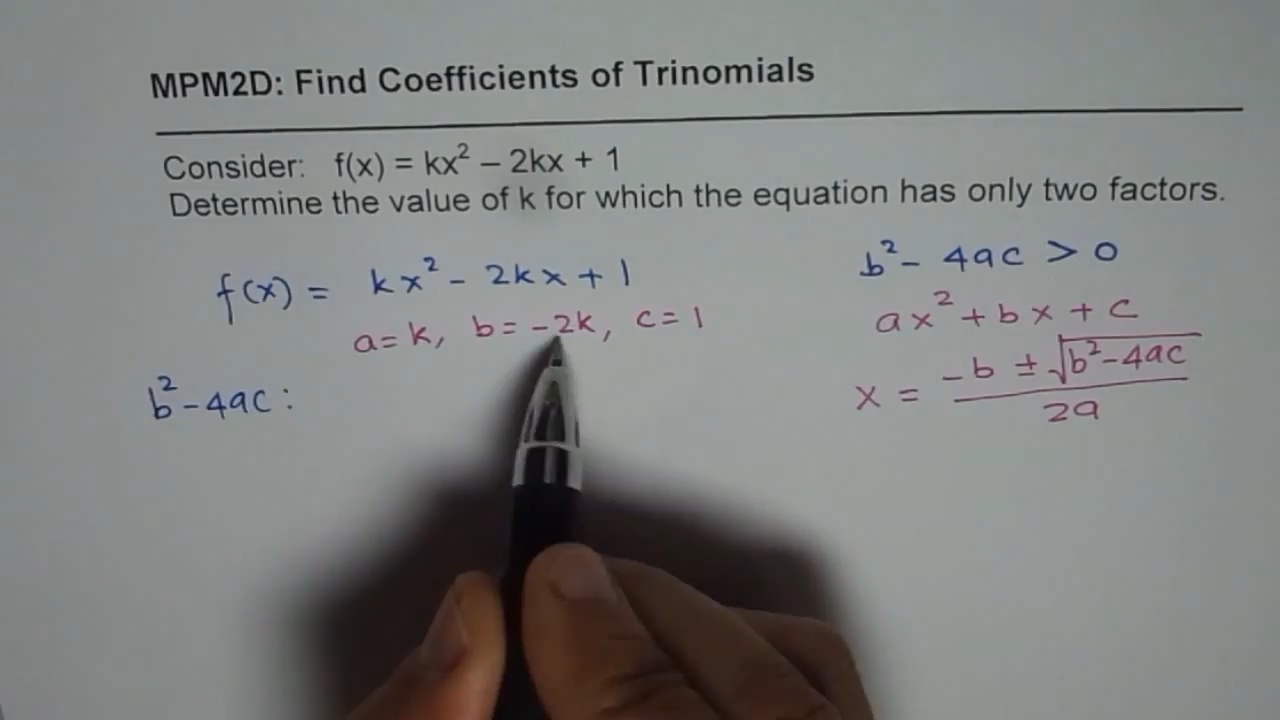 MPM2D: Find Coefficients of Trinomials
Consider: f(x) = kx² – 2kx + 1
Determine the value of k for which the equation has only two factors.
f(x) = kx² - 2kx + 1
a = k, b = -2k, c = 1
b² - 4ac :
b² - 4ac > 0
ax² + bx + c
x = (-b ± √(b² - 4ac)) / 2a